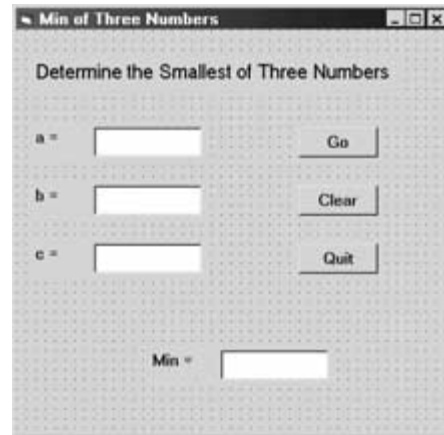 Min of Three Numbers
Determine the Smallest of Three Numbers
a =
Go
b =
Clear
c =
Quit
Min =